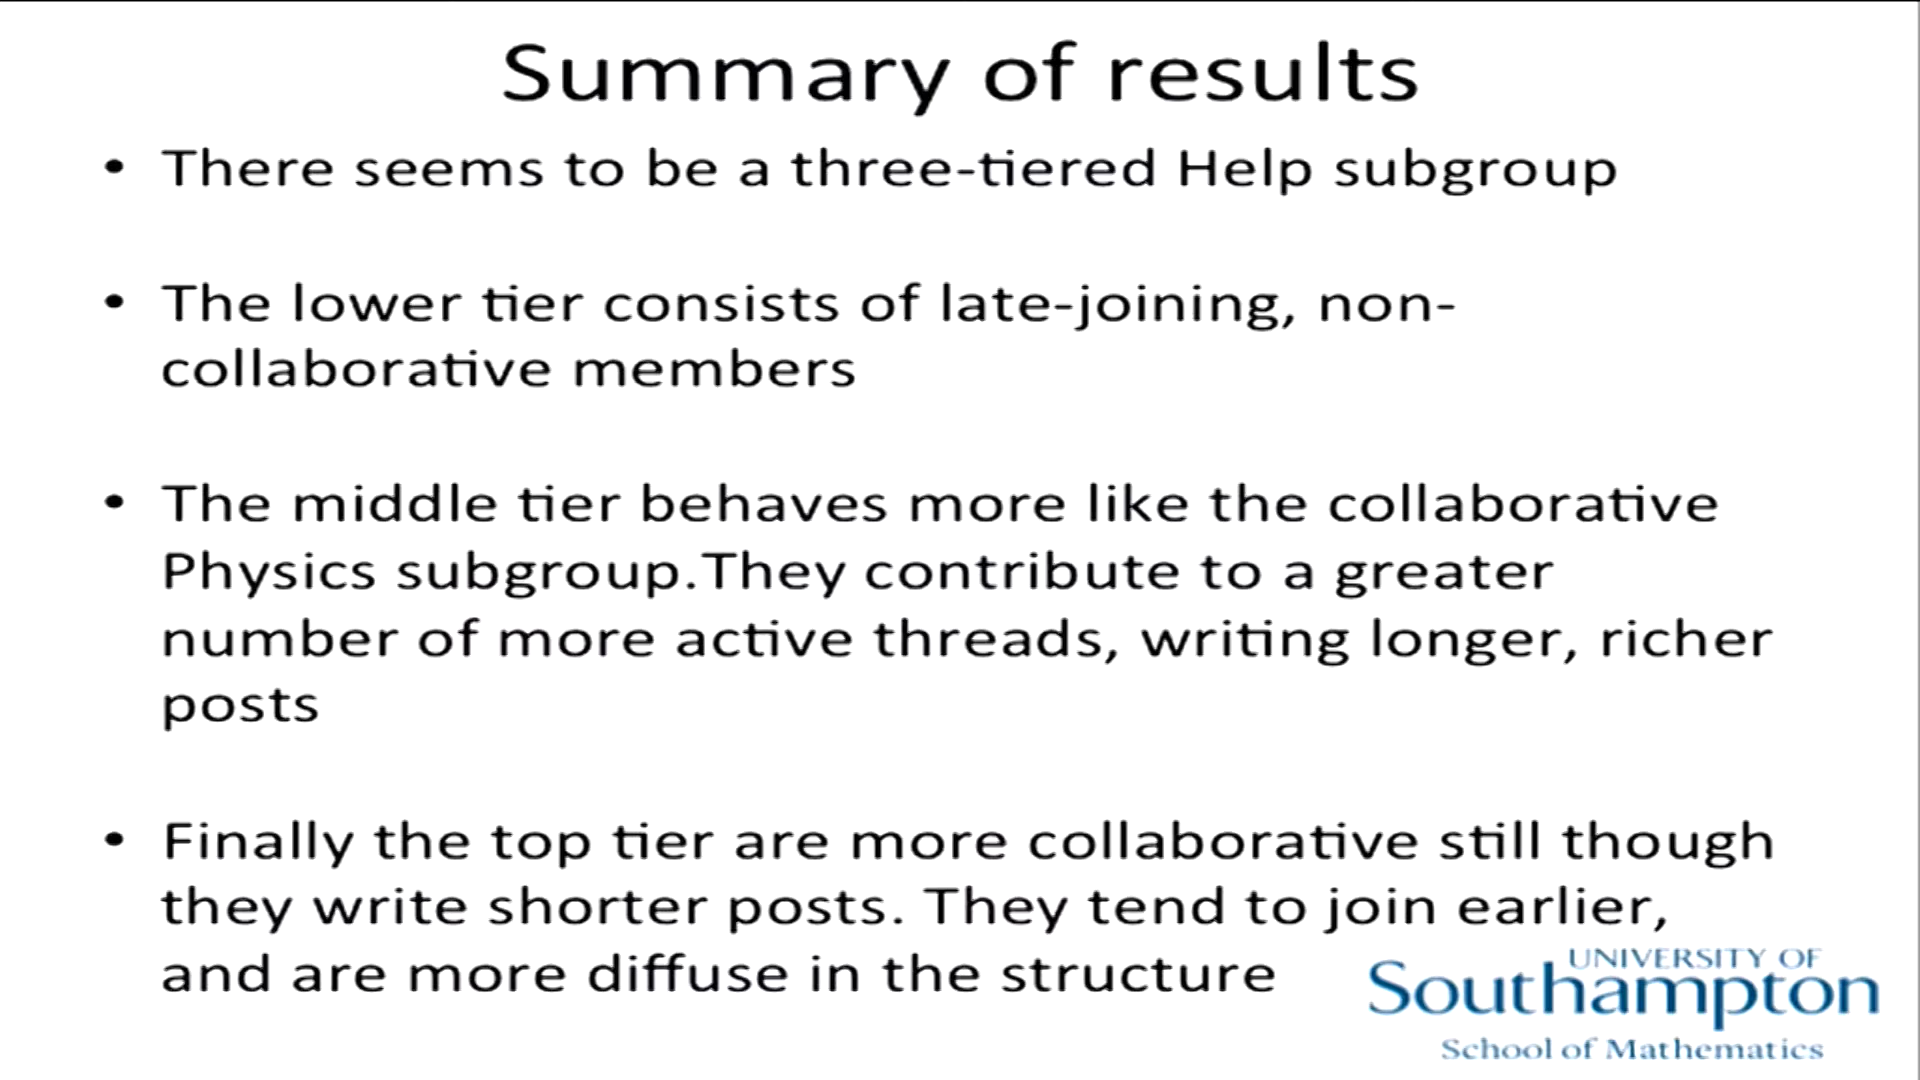 Summary of results
• There seems to be a three-tiered Help subgroup
• The lower tier consists of late-joining, non-
collaborative members
• The middle tier behaves more like the collaborative
Physics subgroup.They contribute to a greater
number of more active threads, writing longer, richer
posts
• Finally the top tier are more collaborative still though
they write shorter posts. They tend to join earlier,
and are more diffuse in the structure
UNIVERSITY OF
Southampton
School of Mathematics